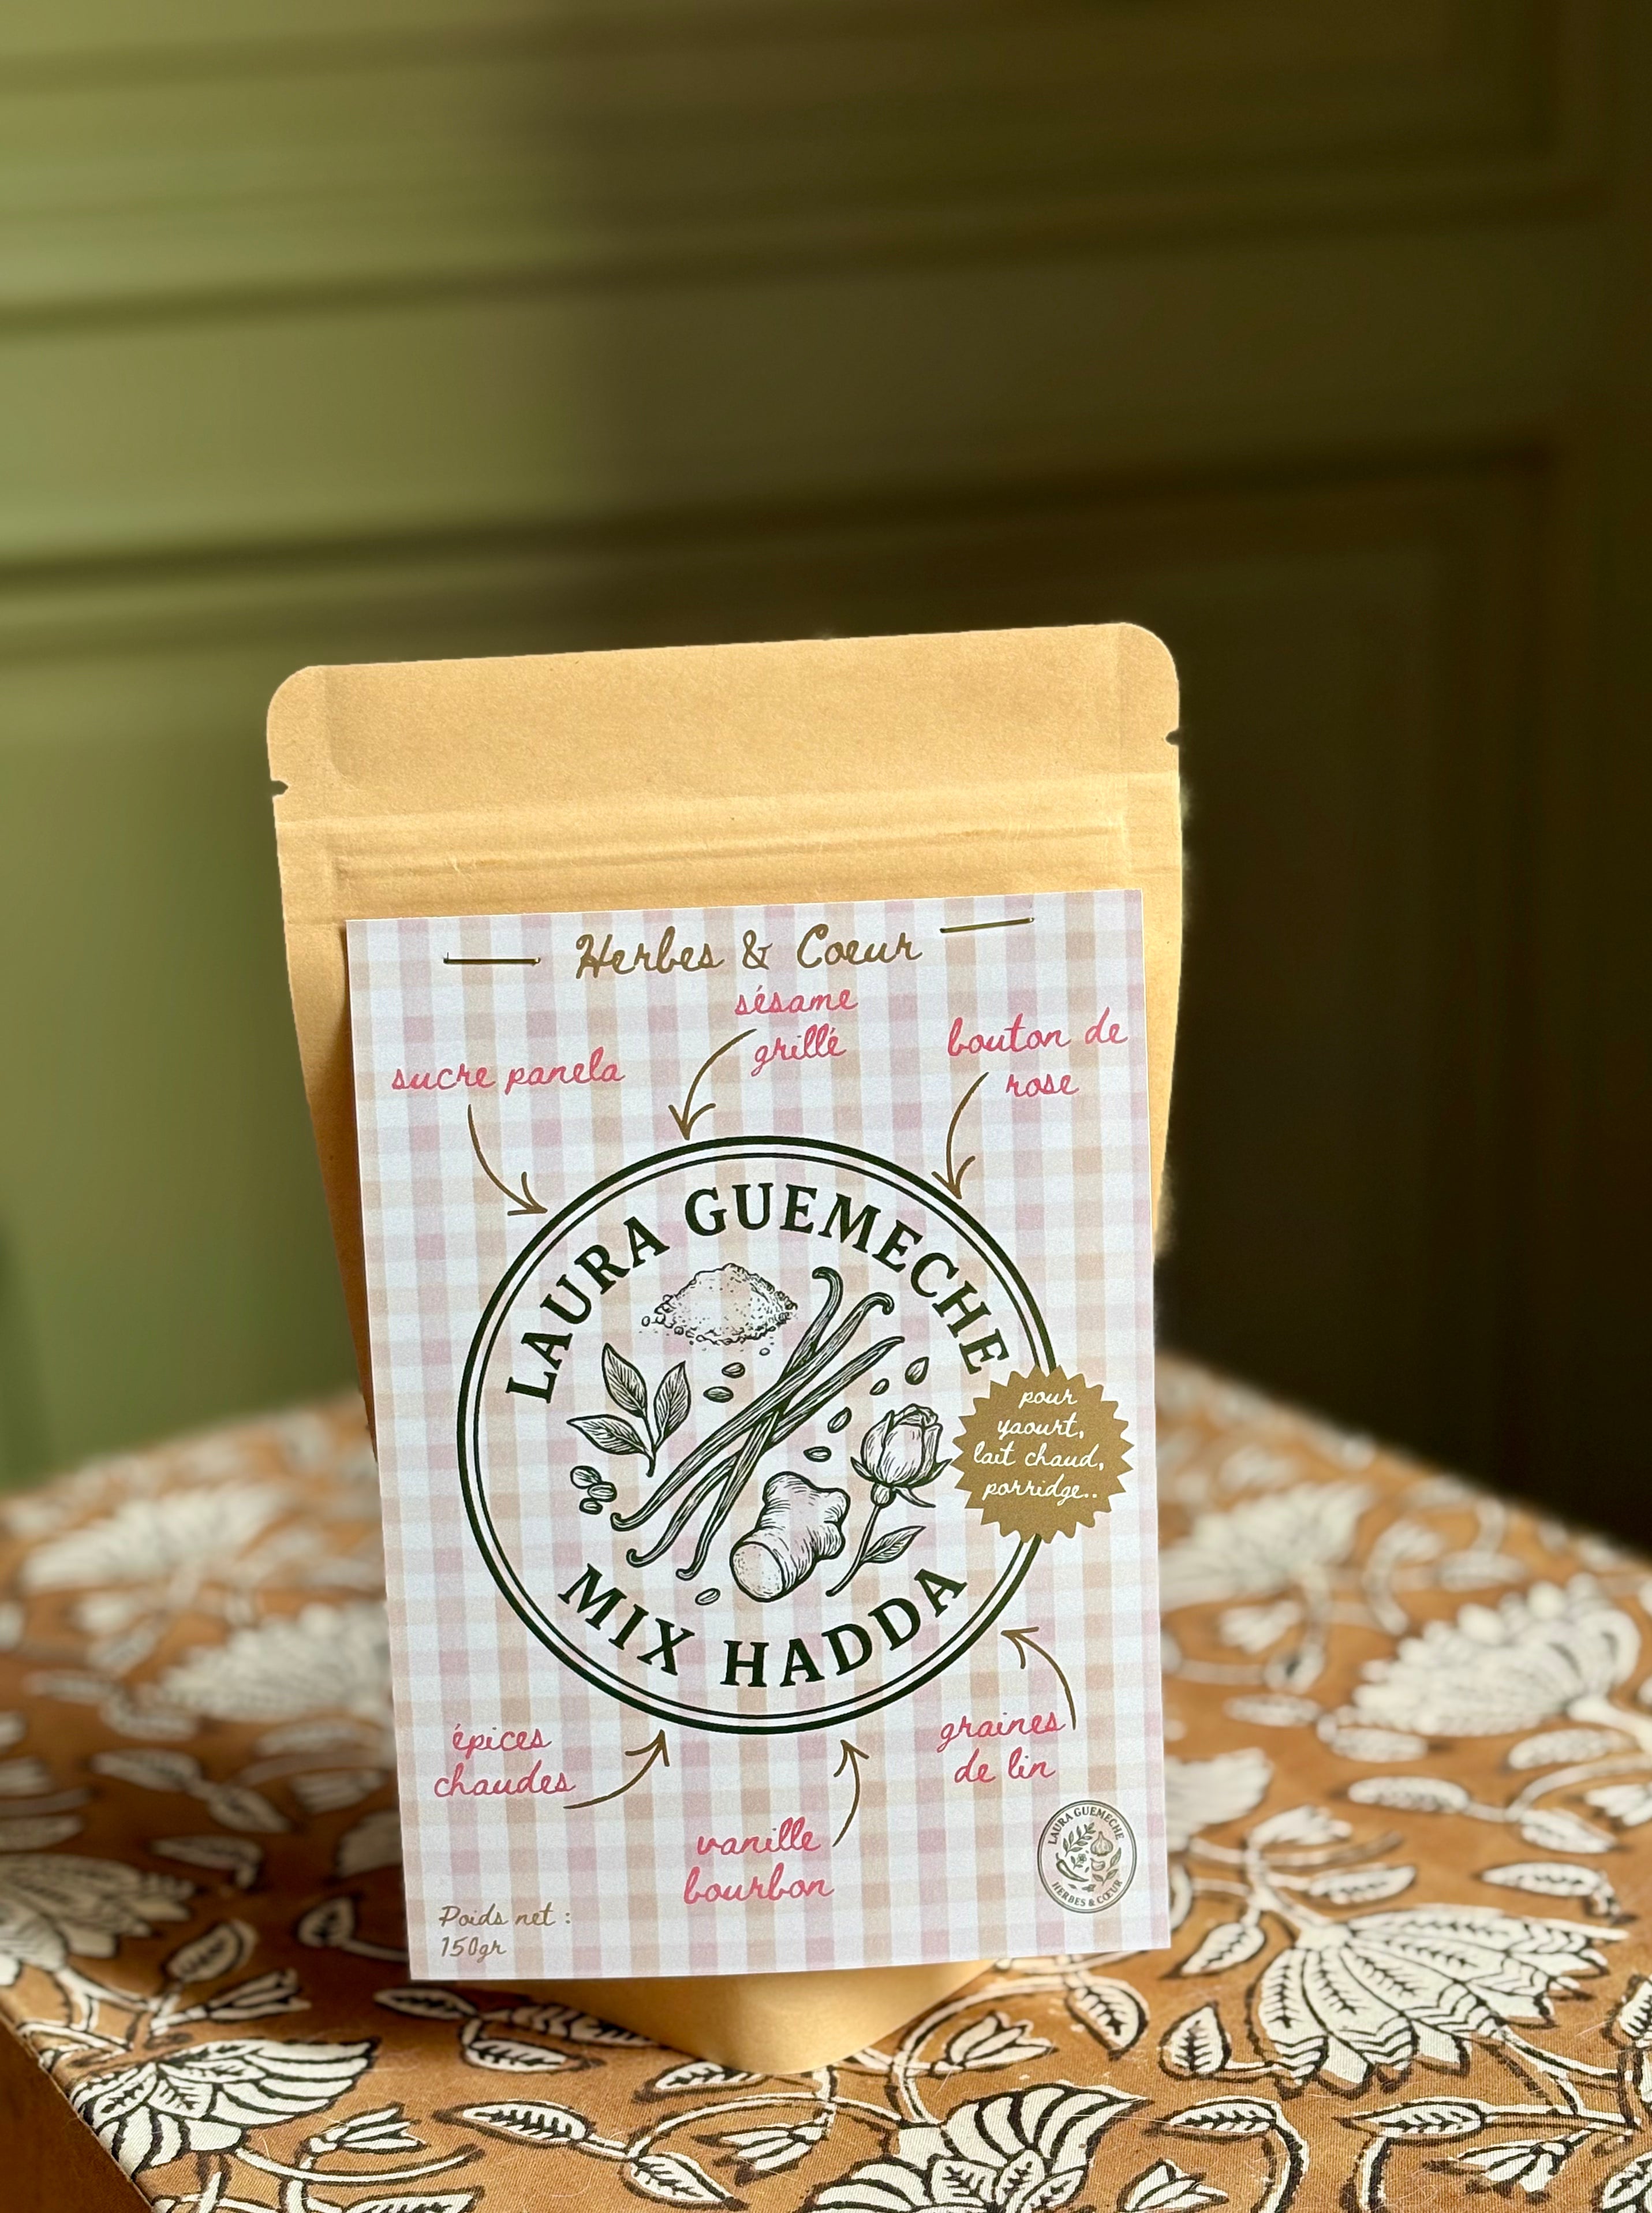 Herbes & Coeur
sésame
grillé
bouton de
rose
sucre panela
LAURA GUEMECHE
pour
yaourt,
lait chaud,
porridge..
MIX HADDA
épices
chaudes
graines
de lin
vanille
bourbon
LAURA GUEMECHE
HERBES & CŒUR
Poids net :
150gr